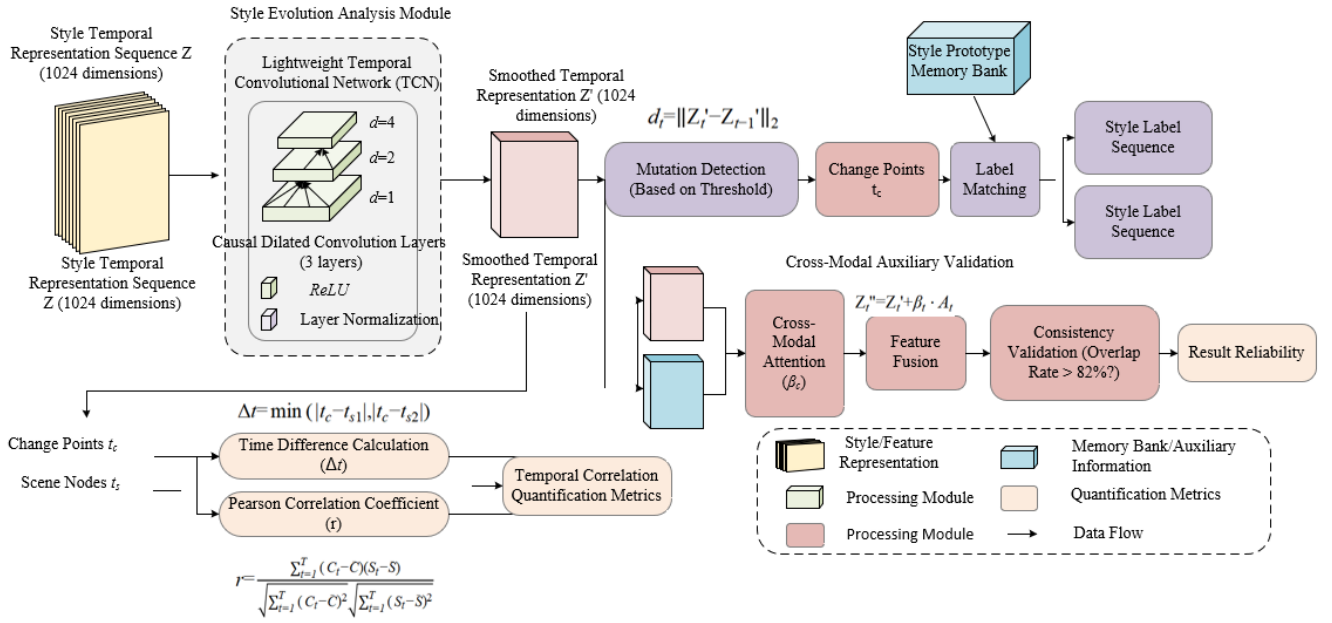 Style Evolution Analysis Module
Style Temporal
Representation Sequence Z
(1024 dimensions)
Style Temporal
Representation Sequence
Z (1024 dimensions)
Lightweight Temporal
Convolutional Network (TCN)
d=4
d=2
d=1
Causal Dilated Convolution Layers
(3 layers)
ReLU
Layer Normalization
Smoothed Temporal
Representation Z' (1024
dimensions)
Smoothed Temporal
Representation Z'
(1024 dimensions)
d_t=||Z_t'−Z_{t−1}'||_2
Mutation Detection
(Based on Threshold)
Change Points
t_c
Style Prototype
Memory Bank
Label
Matching
Style Label
Sequence
Style Label
Sequence
Cross-Modal Auxiliary Validation
Cross-
Modal
Attention
(β_c)
Z_t''=Z_t'+β_t · A_t
Feature
Fusion
Consistency
Validation (Overlap
Rate > 82%?)
Result Reliability
Change Points t_c
Scene Nodes t_s
Δt=min (|t_c−t_{s1}|,|t_c−t_{s2}|)
Time Difference Calculation
(Δt)
Pearson Correlation Coefficient
(r)
Temporal Correlation
Quantification Metrics
r=∑_{t=1}^T (C_t−C)(S_t−S) / √∑_{t=1}^T (C_t−C)² √∑_{t=1}^T (S_t−S)²
Style/Feature
Representation
Memory Bank/Auxiliary
Information
Processing Module
Quantification Metrics
Processing Module
Data Flow